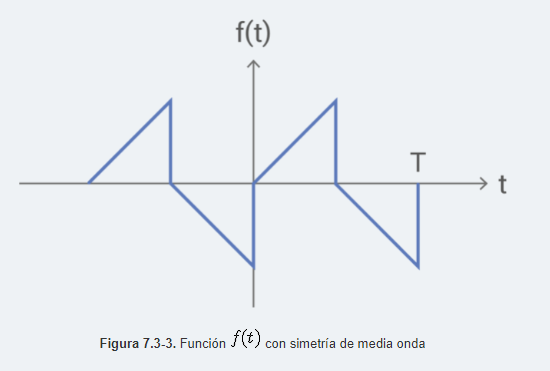 f(t)
T
t
Figura 7.3-3. Función f(t) con simetría de media onda